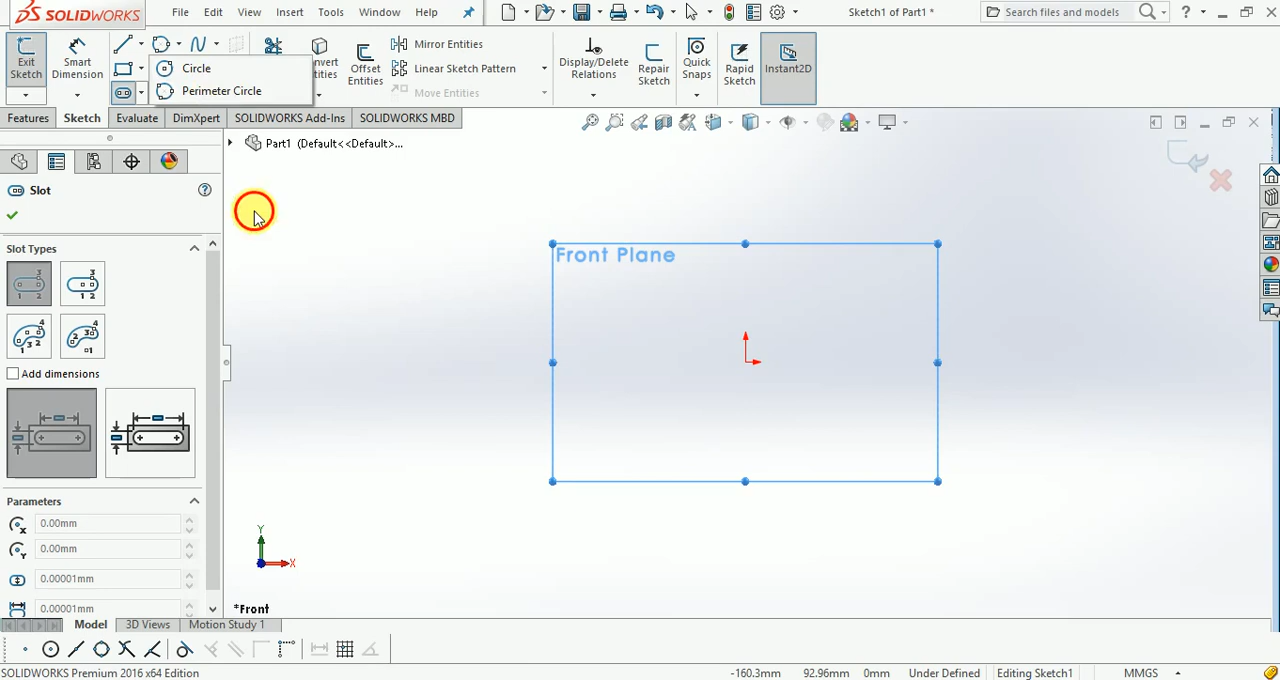 SOLIDWORKS File Edit View Insert Tools Window Help Sketch1 of Part1 * Search files and models ?
Exit Sketch
Smart Dimension
Circle
Perimeter Circle
Offset Entities
Mirror Entities
Linear Sketch Pattern
Move Entities
Display/Delete Relations
Repair Sketch
Quick Snaps
Rapid Sketch
Instant2D
Features Sketch Evaluate DimXpert SOLIDWORKS Add-Ins SOLIDWORKS MBD
Part1 (Default<<Default>...
Slot ?
Slot Types
Add dimensions
Parameters
0.00mm
0.00mm
0.00001mm
0.00001mm
Front Plane
Y
X
*Front
Model 3D Views Motion Study 1
SOLIDWORKS Premium 2016 x64 Edition -160.3mm 92.96mm 0mm Under Defined Editing Sketch1 MMGS